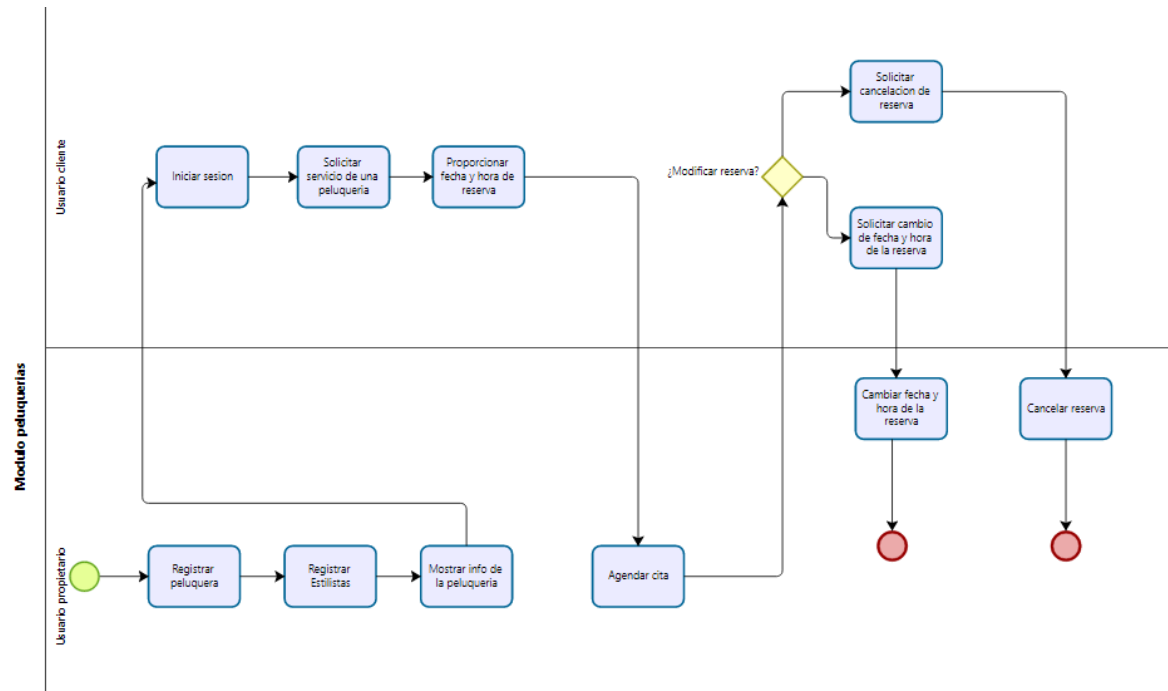 Modulo peluquerias
Usuario cliente
Iniciar sesion
Solicitar
servicio de una
peluqueria
Proporcionar
fecha y hora de
reserva
¿Modificar reserva?
Solicitar
cancelacion de
reserva
Solicitar cambio
de fecha y hora
de la reserva
Usuario propietario
Registrar
peluquera
Registrar
Estilistas
Mostrar info de
la peluqueria
Agendar cita
Cambiar fecha y
hora de la
reserva
Cancelar reserva